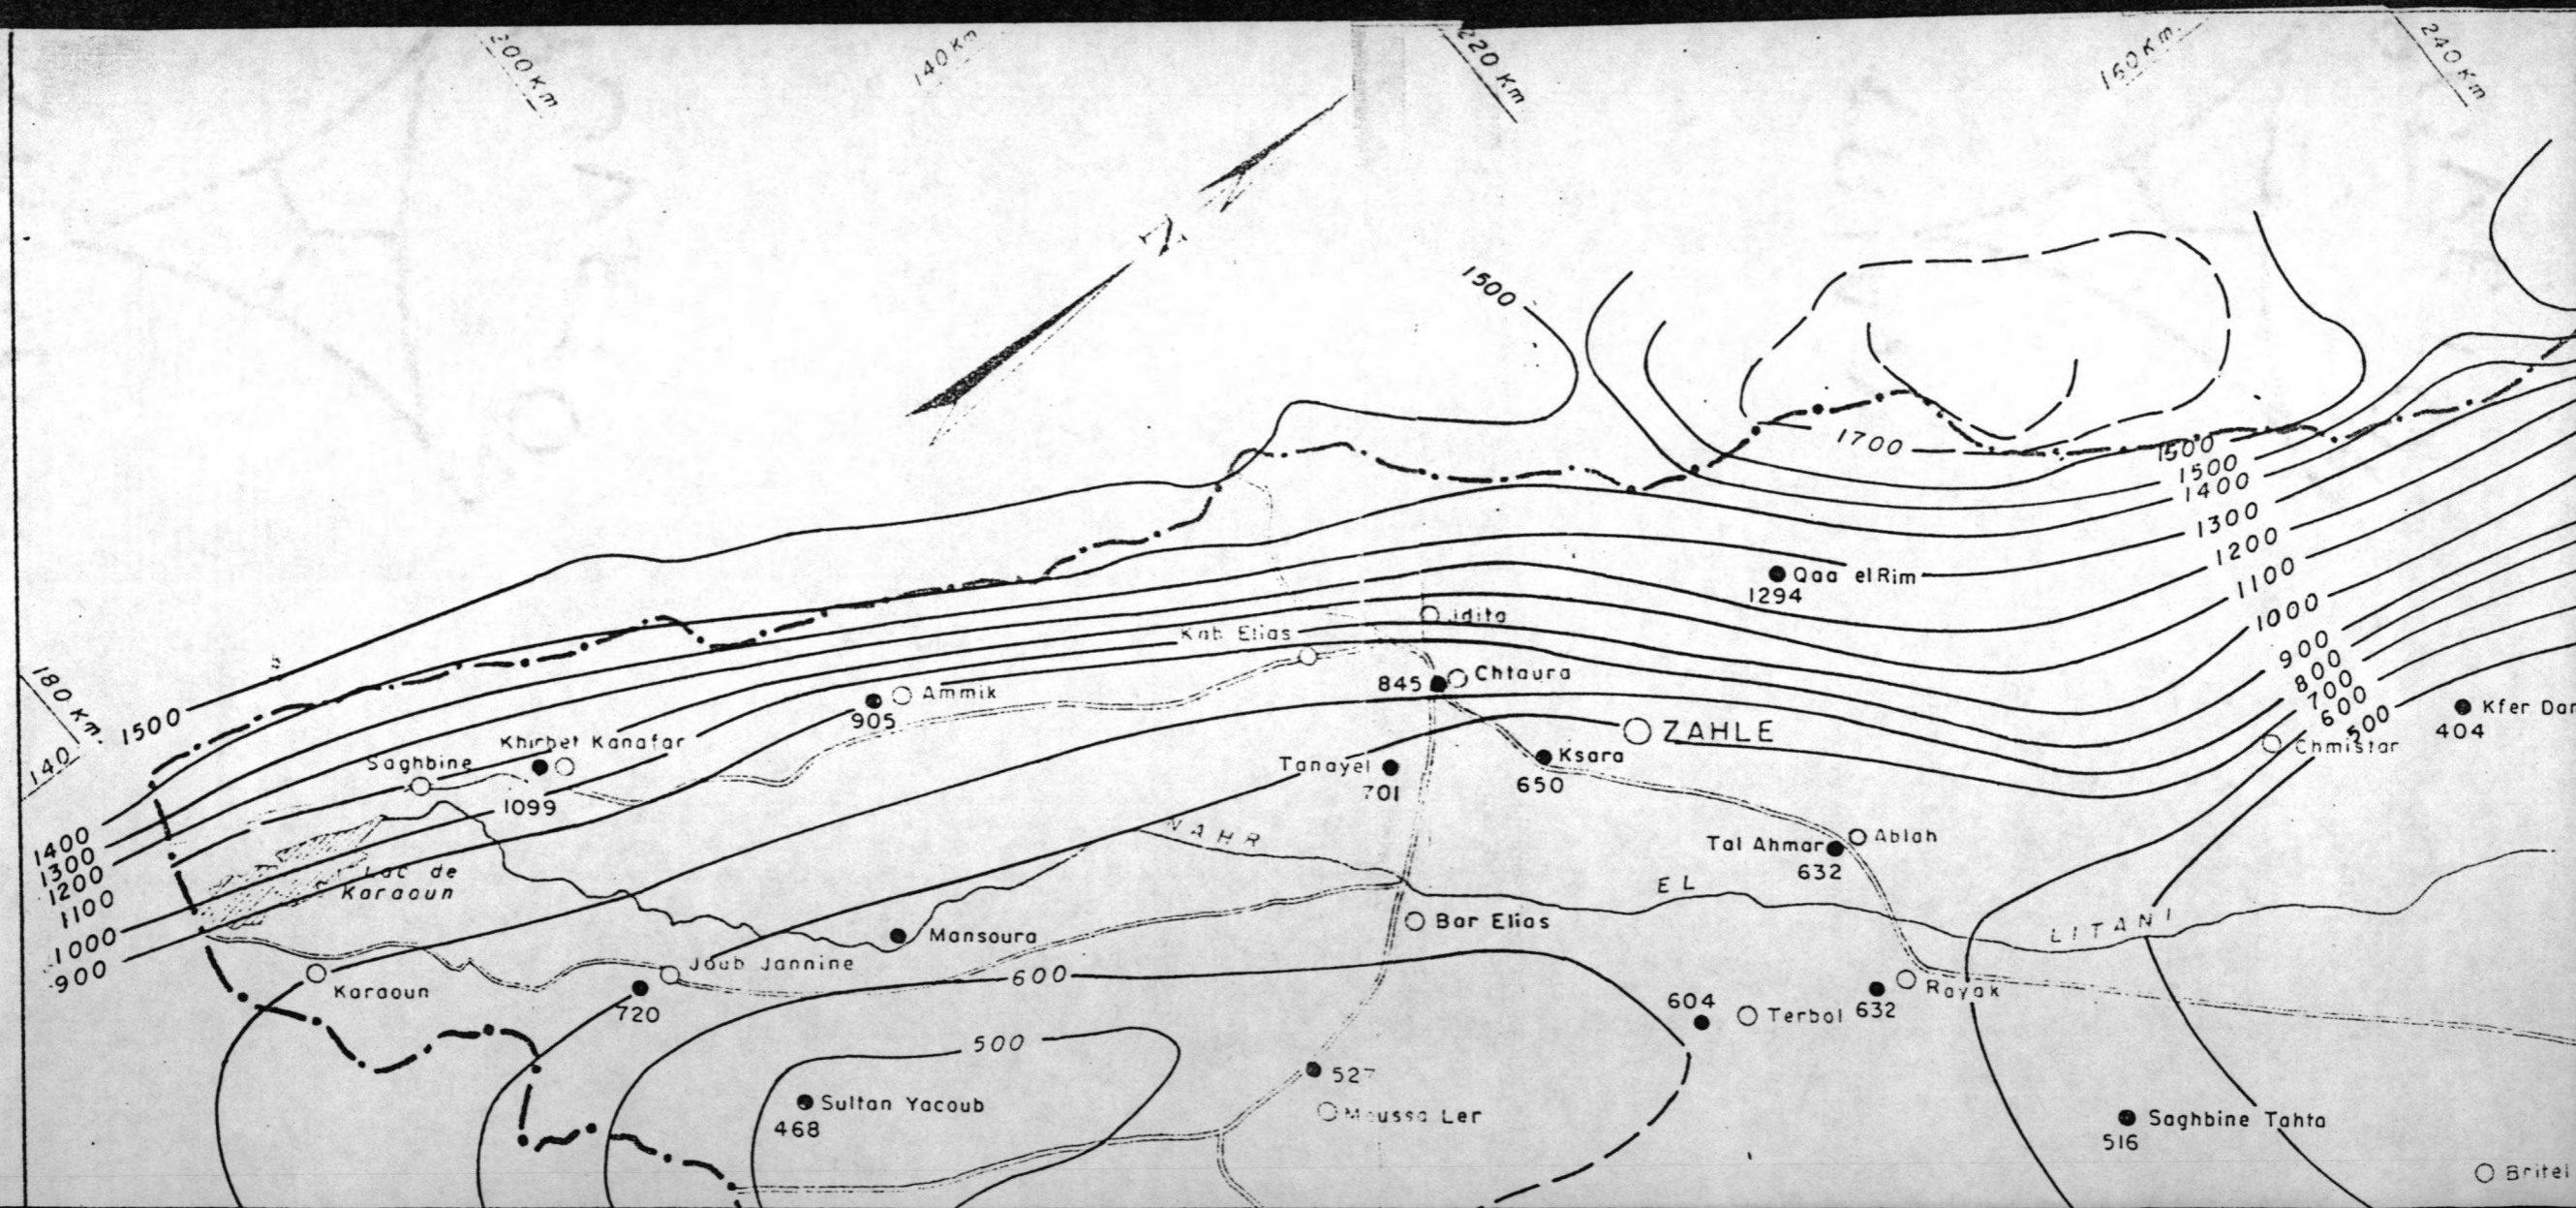 200 Km
140 Km
220 Km
160 Km.
240 Km
N
1500
1700
1500
1500
1400
1300
1200
1100
1000
900
800
700
600
500
Qaa el Rim
1294
Jdita
Kab Elias
Chtaura
845
Ammik
905
180 Km.
140
1500
Khirbet Kanafar
Saghbine
1099
ZAHLE
Ksara
650
Tanayel
701
Kfer Dan
404
Chmistar
NAHR
EL
LITANI
Tal Ahmar
632
Ablah
1400
1300
1200
1100
1000
900
Lac de
Karaoun
Mansoura
Bar Elias
Joub Jannine
720
Karaoun
600
500
604
Terbol
632
Rayak
527
Sultan Yacoub
468
Moussa Ler
Saghbine Tahta
516
Britel